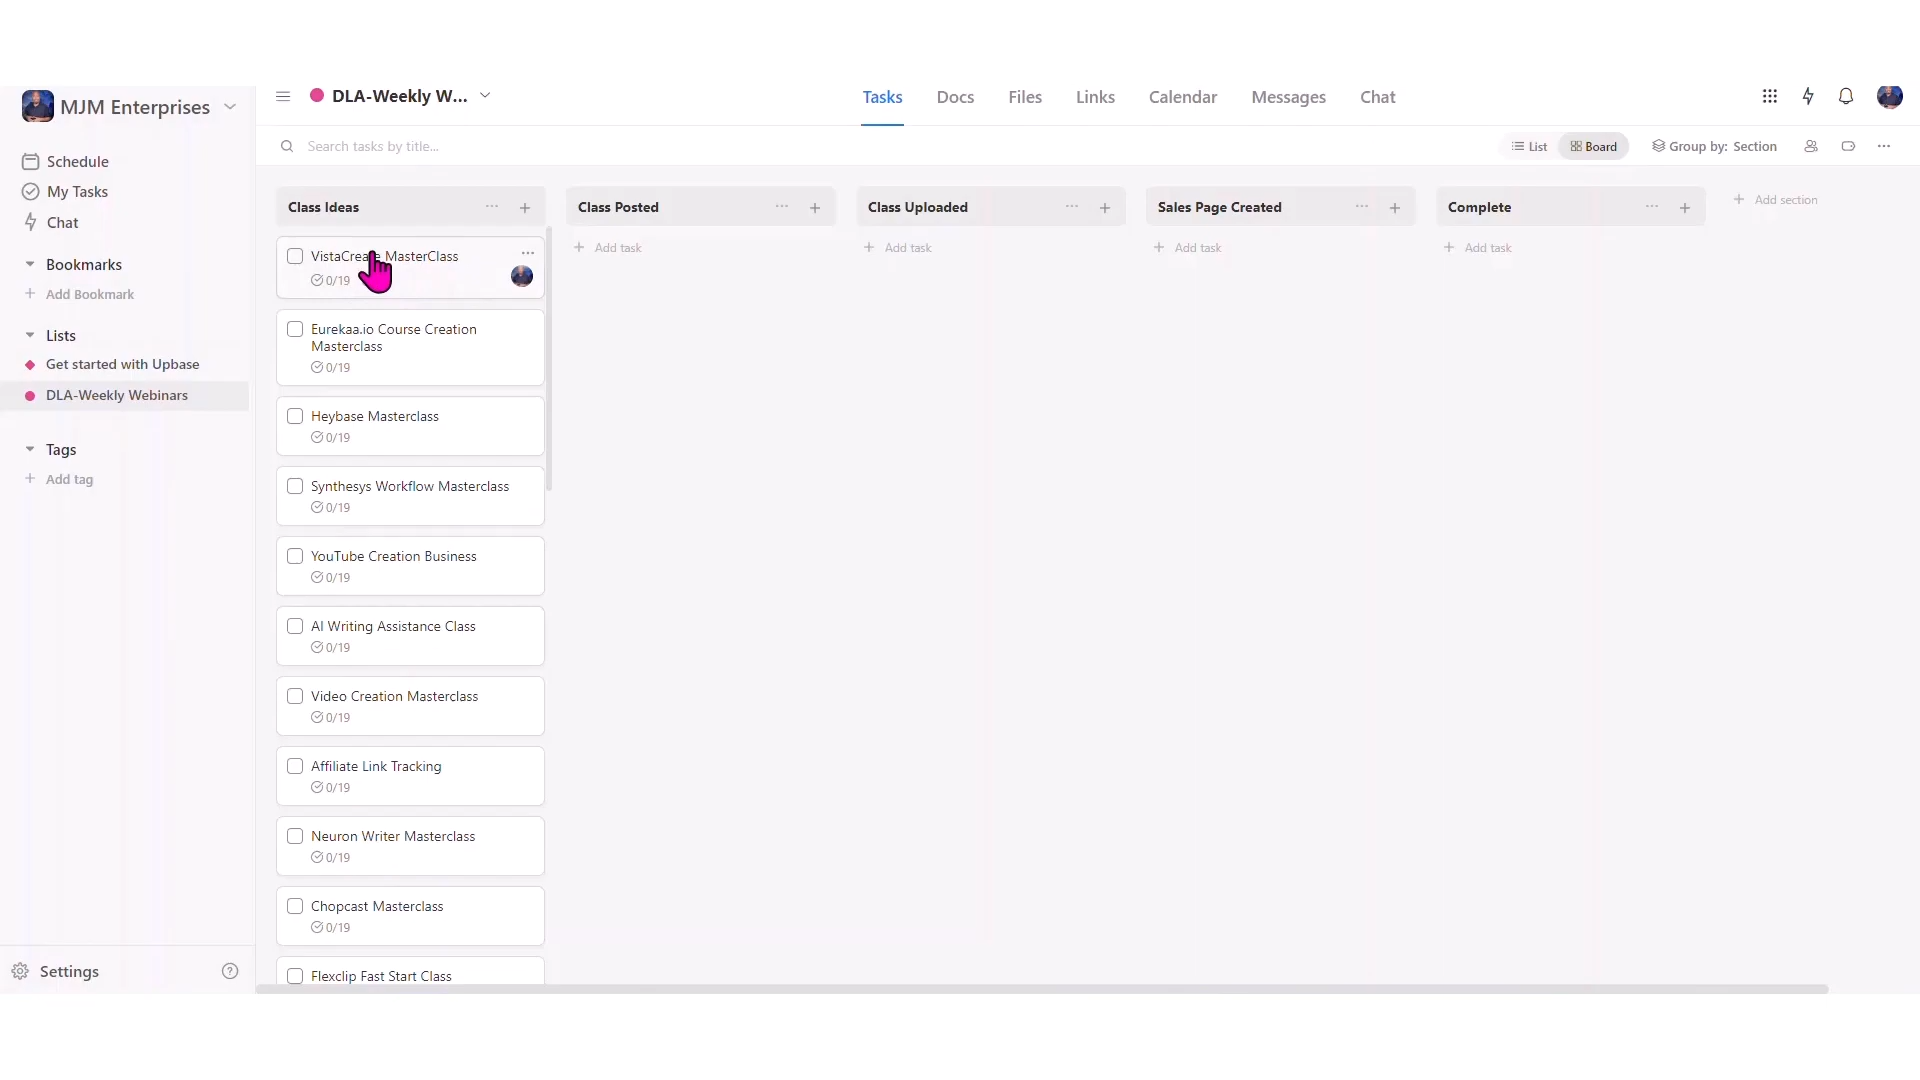 MJM Enterprises
Schedule
My Tasks
Chat
Bookmarks
Add Bookmark
Lists
Get started with Upbase
DLA-Weekly Webinars
Tags
Add tag
Settings
DLA-Weekly W...
Tasks
Docs
Files
Links
Calendar
Messages
Chat
Search tasks by title...
List
Board
Group by: Section
Class Ideas
VistaCreate MasterClass
0/19
Eurekaa.io Course Creation
Masterclass
0/19
Heybase Masterclass
0/19
Synthesys Workflow Masterclass
0/19
YouTube Creation Business
0/19
AI Writing Assistance Class
0/19
Video Creation Masterclass
0/19
Affiliate Link Tracking
0/19
Neuron Writer Masterclass
0/19
Chopcast Masterclass
0/19
Flexclip Fast Start Class
Class Posted
Add task
Class Uploaded
Add task
Sales Page Created
Add task
Complete
Add task
Add section